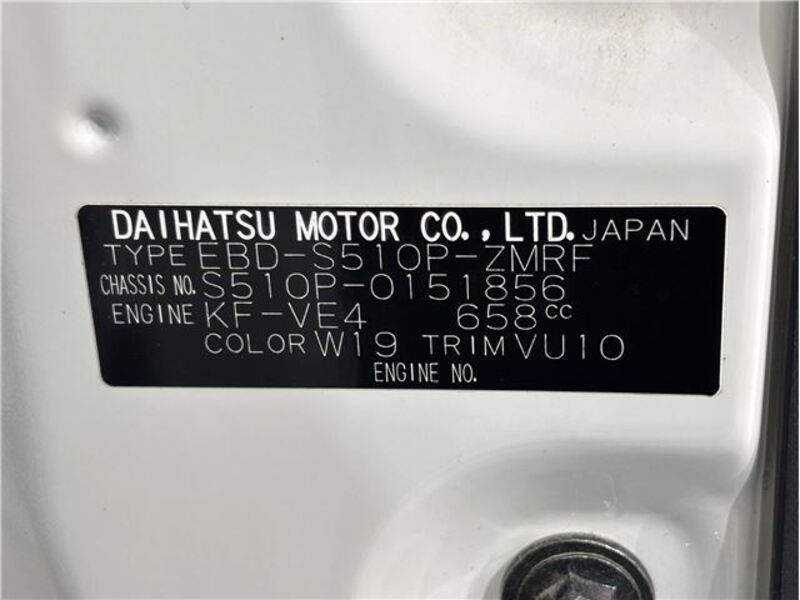 DAIHATSU MOTOR CO., LTD. JAPAN
TYPE EBD-S510P-ZMRF
CHASSIS NO. S510P-0151856
ENGINE KF-VE4 658cc
COLOR W19 TRIM VU10
ENGINE NO.